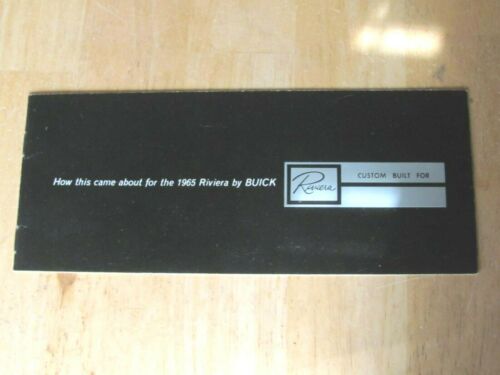 How this came about for the 1965 Riviera by BUICK
Riviera
CUSTOM BUILT FOR